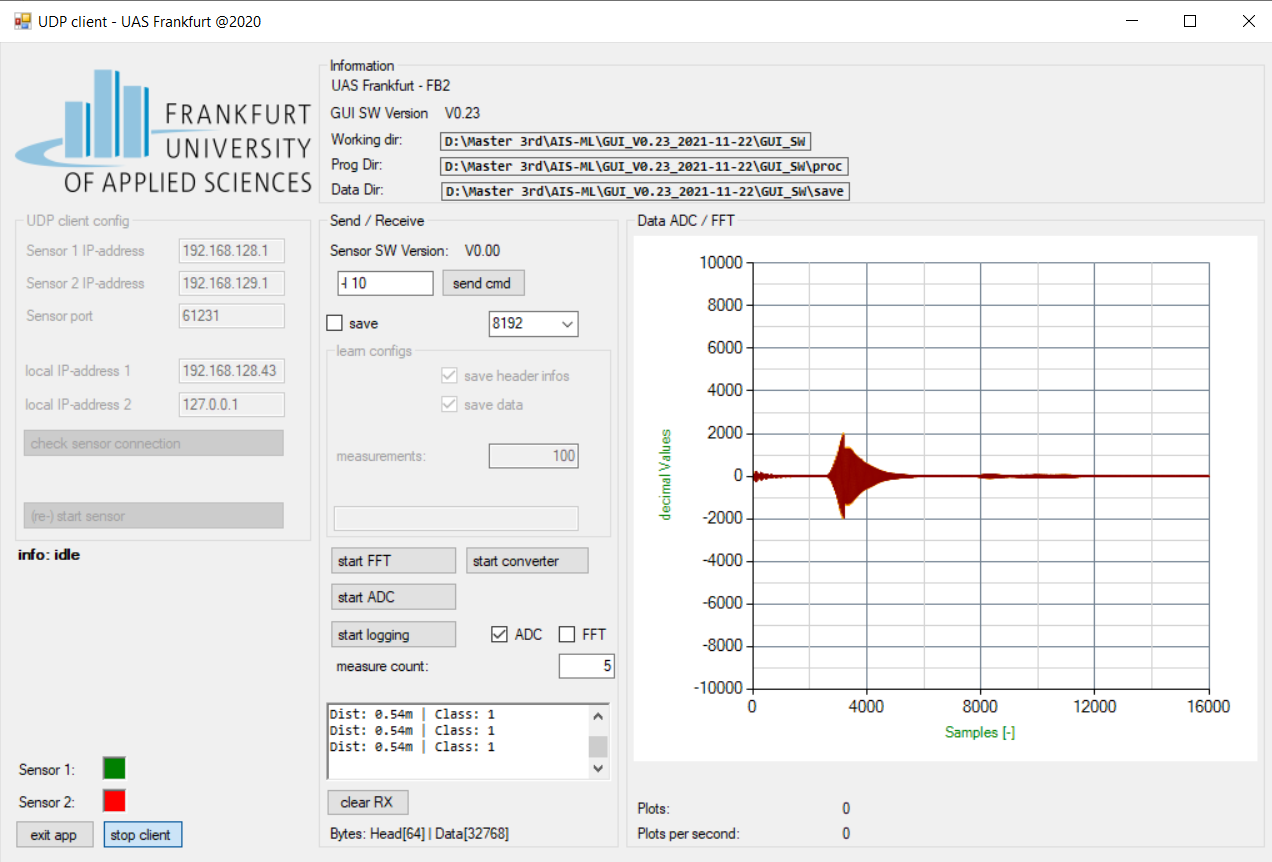 UDP client - UAS Frankfurt @2020
FRANKFURT
UNIVERSITY
OF APPLIED SCIENCES
Information
UAS Frankfurt - FB2
GUI SW Version V0.23
Working dir: D:\Master 3rd\AIS-ML\GUI_V0.23_2021-11-22\GUI_SW
Prog Dir: D:\Master 3rd\AIS-ML\GUI_V0.23_2021-11-22\GUI_SW\proc
Data Dir: D:\Master 3rd\AIS-ML\GUI_V0.23_2021-11-22\GUI_SW\save
UDP client config
Sensor 1 IP-address 192.168.128.1
Sensor 2 IP-address 192.168.129.1
Sensor port 61231
local IP-address 1 192.168.128.43
local IP-address 2 127.0.0.1
check sensor connection
(re-) start sensor
info: idle
Sensor 1:
Sensor 2:
exit app stop client
Send / Receive
Sensor SW Version: V0.00
-l 10 send cmd
save 8192
learn configs
save header infos
save data
measurements: 100
start FFT start converter
start ADC
start logging ADC FFT
measure count: 5
Dist: 0.54m | Class: 1
Dist: 0.54m | Class: 1
Dist: 0.54m | Class: 1
clear RX
Bytes: Head[64] | Data[32768]
Data ADC / FFT
10000
8000
6000
4000
2000
0
-2000
-4000
-6000
-8000
-10000
decimal Values
0 4000 8000 12000 16000
Samples [-]
Plots: 0
Plots per second: 0